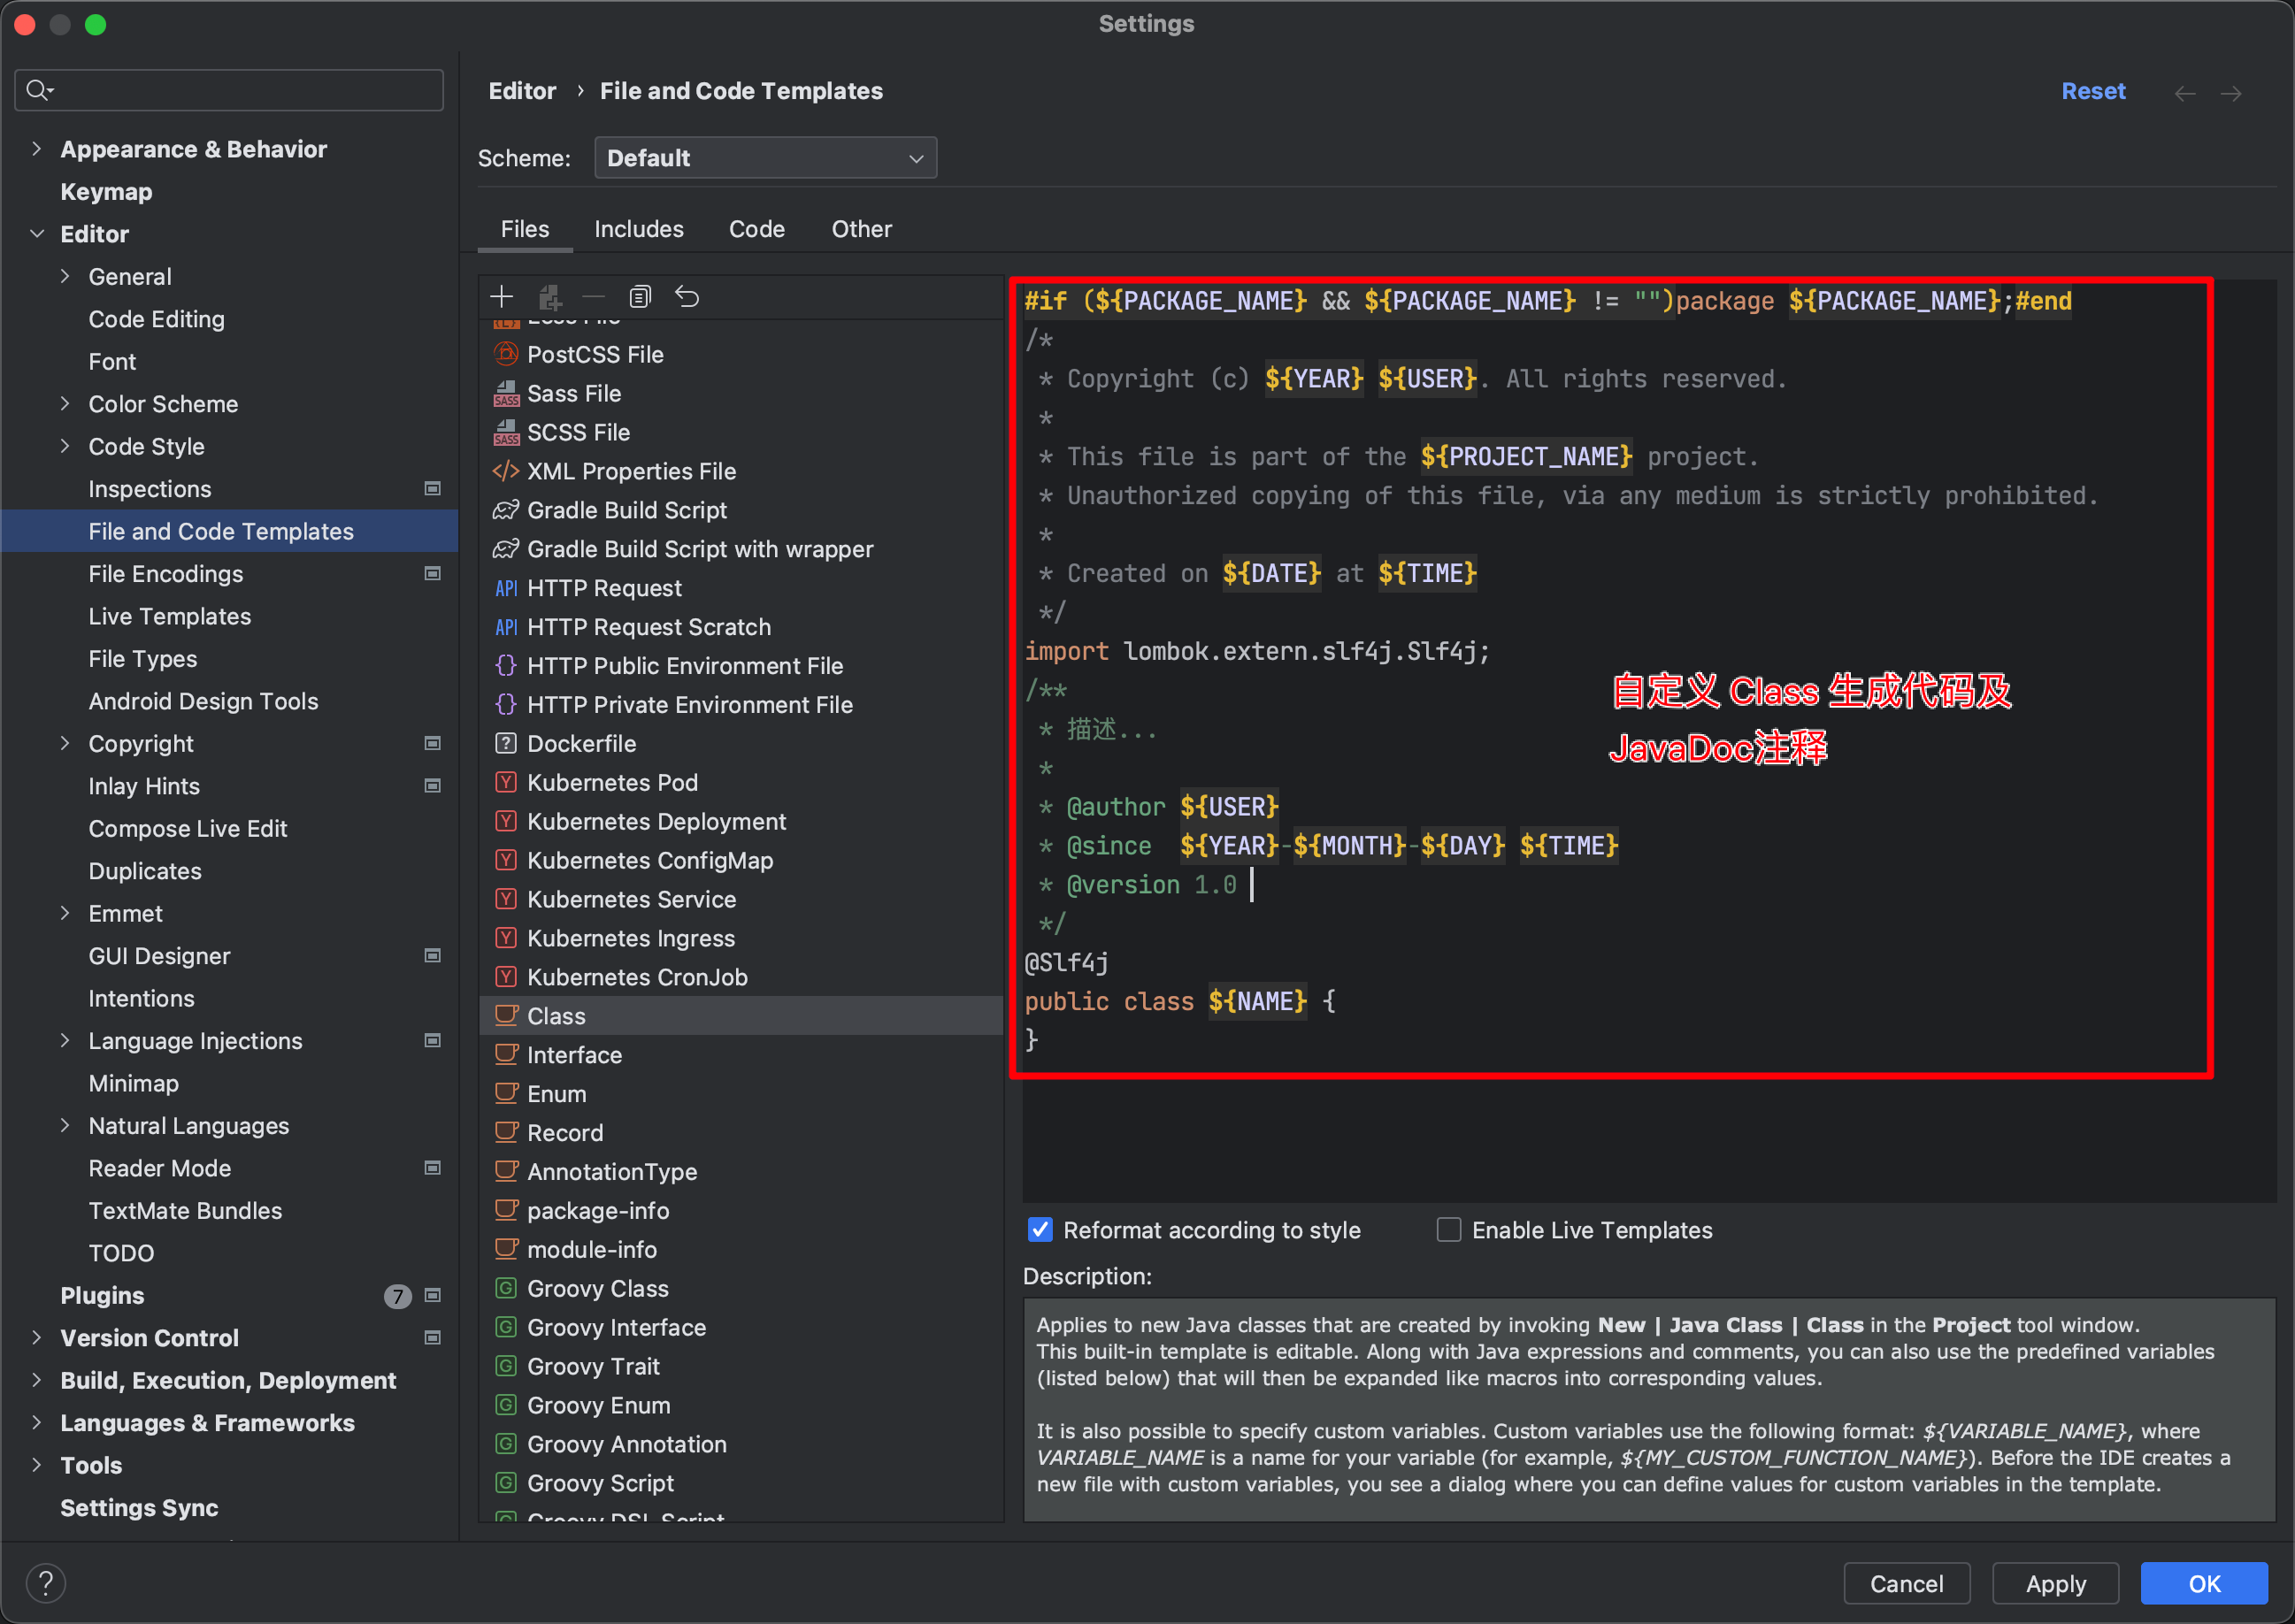 Settings
Editor › File and Code Templates
Reset
Scheme: Default
Files Includes Code Other
Appearance & Behavior
Keymap
Editor
General
Code Editing
Font
Color Scheme
Code Style
Inspections
File and Code Templates
File Encodings
Live Templates
File Types
Android Design Tools
Copyright
Inlay Hints
Compose Live Edit
Duplicates
Emmet
GUI Designer
Intentions
Language Injections
Minimap
Natural Languages
Reader Mode
TextMate Bundles
TODO
Plugins 7
Version Control
Build, Execution, Deployment
Languages & Frameworks
Tools
Settings Sync
Less File
PostCSS File
Sass File
SCSS File
XML Properties File
Gradle Build Script
Gradle Build Script with wrapper
API HTTP Request
API HTTP Request Scratch
HTTP Public Environment File
HTTP Private Environment File
Dockerfile
Kubernetes Pod
Kubernetes Deployment
Kubernetes ConfigMap
Kubernetes Service
Kubernetes Ingress
Kubernetes CronJob
Class
Interface
Enum
Record
AnnotationType
package-info
module-info
Groovy Class
Groovy Interface
Groovy Trait
Groovy Enum
Groovy Annotation
Groovy Script
Groovy DSL Script
#if (${PACKAGE_NAME} && ${PACKAGE_NAME} != "")package ${PACKAGE_NAME};#end
/*
 * Copyright (c) ${YEAR} ${USER}. All rights reserved.
 *
 * This file is part of the ${PROJECT_NAME} project.
 * Unauthorized copying of this file, via any medium is strictly prohibited.
 *
 * Created on ${DATE} at ${TIME}
 */
import lombok.extern.slf4j.Slf4j;
/**
 * 描述...
 *
 * @author ${USER}
 * @since  ${YEAR}-${MONTH}-${DAY} ${TIME}
 * @version 1.0
 */
@Slf4j
public class ${NAME} {
}
自定义 Class 生成代码及
JavaDoc注释
Reformat according to style
Enable Live Templates
Description:
Applies to new Java classes that are created by invoking New | Java Class | Class in the Project tool window.
This built-in template is editable. Along with Java expressions and comments, you can also use the predefined variables
(listed below) that will then be expanded like macros into corresponding values.
It is also possible to specify custom variables. Custom variables use the following format: ${VARIABLE_NAME}, where
VARIABLE_NAME is a name for your variable (for example, ${MY_CUSTOM_FUNCTION_NAME}). Before the IDE creates a
new file with custom variables, you see a dialog where you can define values for custom variables in the template.
?
Cancel
Apply
OK